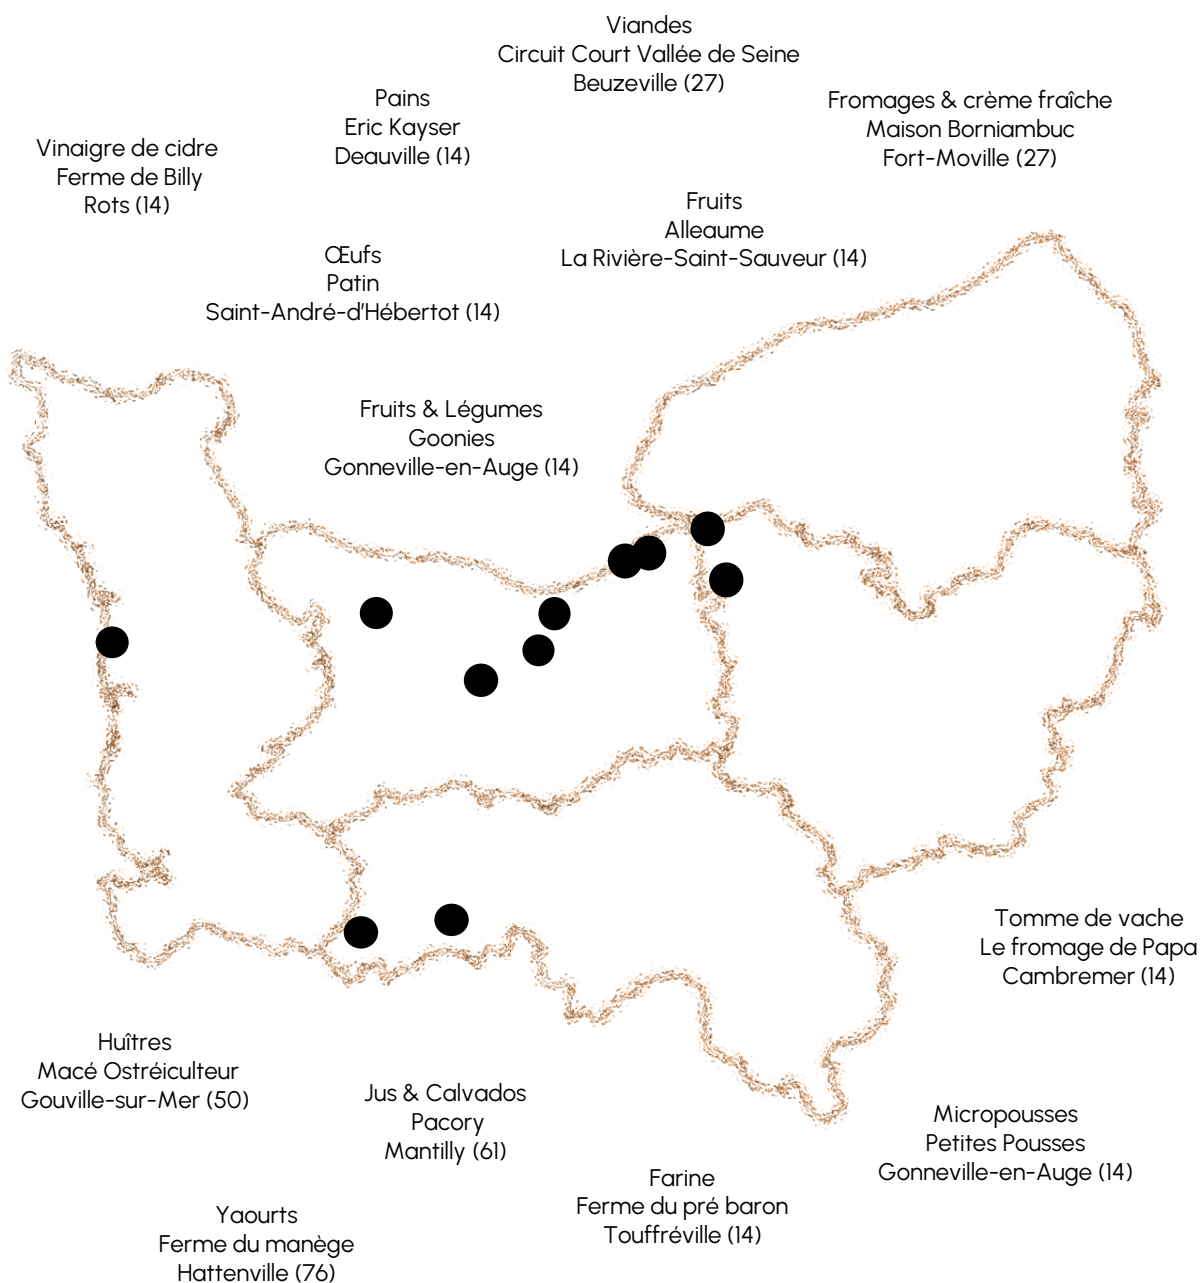 Viandes
Circuit Court Vallée de Seine
Beuzeville (27)
Pains
Eric Kayser
Deauville (14)
Fromages & crème fraîche
Maison Borniambuc
Fort-Moville (27)
Vinaigre de cidre
Ferme de Billy
Rots (14)
Fruits
Alleaume
La Rivière-Saint-Sauveur (14)
Œufs
Patin
Saint-André-d'Hébertot (14)
Fruits & Légumes
Goonies
Gonneville-en-Auge (14)
Tomme de vache
Le fromage de Papa
Cambremer (14)
Huîtres
Macé Ostréiculteur
Gouville-sur-Mer (50)
Jus & Calvados
Pacory
Mantilly (61)
Micropousses
Petites Pousses
Gonneville-en-Auge (14)
Farine
Ferme du pré baron
Touffréville (14)
Yaourts
Ferme du manège
Hattenville (76)